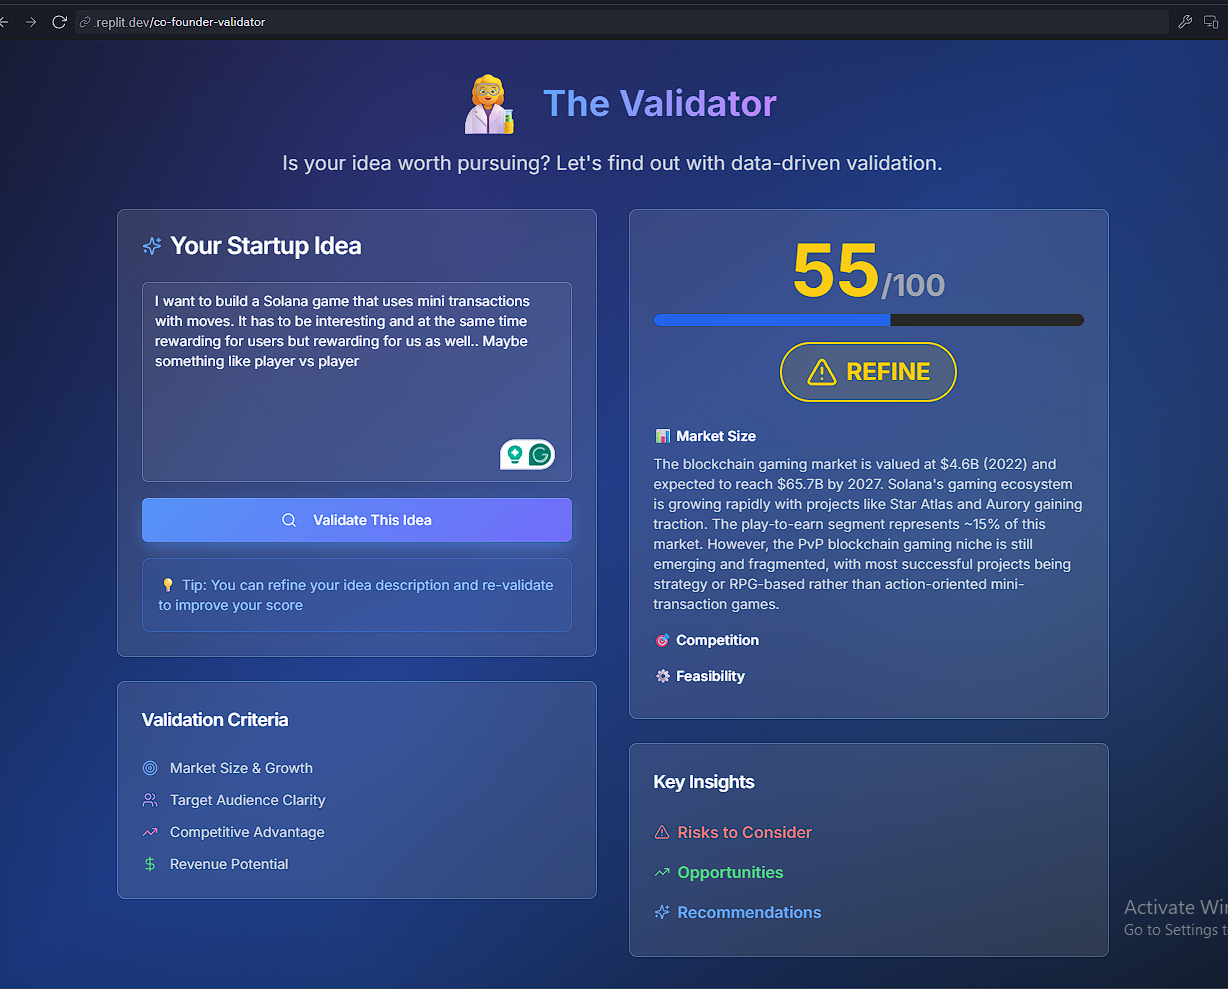 .replit.dev/co-founder-validator
The Validator
Is your idea worth pursuing? Let's find out with data-driven validation.
Your Startup Idea
I want to build a Solana game that uses mini transactions
with moves. It has to be interesting and at the same time
rewarding for users but rewarding for us as well.. Maybe
something like player vs player
Validate This Idea
Tip: You can refine your idea description and re-validate
to improve your score
Validation Criteria
Market Size & Growth
Target Audience Clarity
Competitive Advantage
Revenue Potential
55/100
REFINE
Market Size
The blockchain gaming market is valued at $4.6B (2022) and
expected to reach $65.7B by 2027. Solana's gaming ecosystem
is growing rapidly with projects like Star Atlas and Aurory gaining
traction. The play-to-earn segment represents ~15% of this
market. However, the PvP blockchain gaming niche is still
emerging and fragmented, with most successful projects being
strategy or RPG-based rather than action-oriented mini-
transaction games.
Competition
Feasibility
Key Insights
Risks to Consider
Opportunities
Recommendations
Activate Wi
Go to Settings t